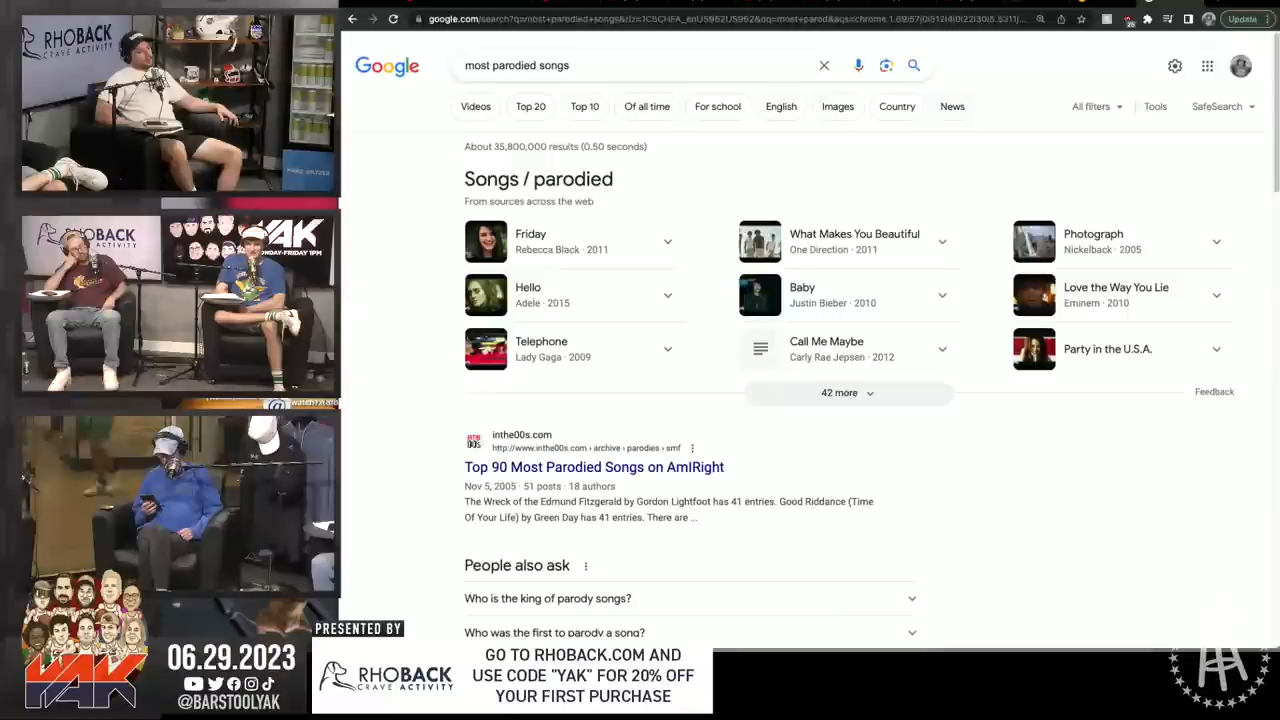 RHOBACK
CRAVE ACTIVITY
RHOBACK
ACTIVITY
YAK
MONDAY-FRIDAY 1PM
google.com/search?q=most+parodied+songs
Update
Google
most parodied songs
Videos
Top 20
Top 10
Of all time
For school
English
Images
Country
News
All filters
Tools
SafeSearch
About 35,800,000 results (0.50 seconds)
Songs / parodied
From sources across the web
Friday
Rebecca Black · 2011
What Makes You Beautiful
One Direction · 2011
Photograph
Nickelback · 2005
Hello
Adele · 2015
Baby
Justin Bieber · 2010
Love the Way You Lie
Eminem · 2010
Telephone
Lady Gaga · 2009
Call Me Maybe
Carly Rae Jepsen · 2012
Party in the U.S.A.
42 more
Feedback
inthe00s.com
http://www.inthe00s.com › archive › parodies › smf
Top 90 Most Parodied Songs on AmIRight
Nov 5, 2005 · 51 posts · 18 authors
The Wreck of the Edmund Fitzgerald by Gordon Lightfoot has 41 entries. Good Riddance (Time
Of Your Life) by Green Day has 41 entries. There are ...
People also ask
Who is the king of parody songs?
Who was the first to parody a song?
YAK
06.29.2023
@BARSTOOLYAK
PRESENTED BY
RHOBACK
CRAVE ACTIVITY
GO TO RHOBACK.COM AND
USE CODE "YAK" FOR 20% OFF
YOUR FIRST PURCHASE